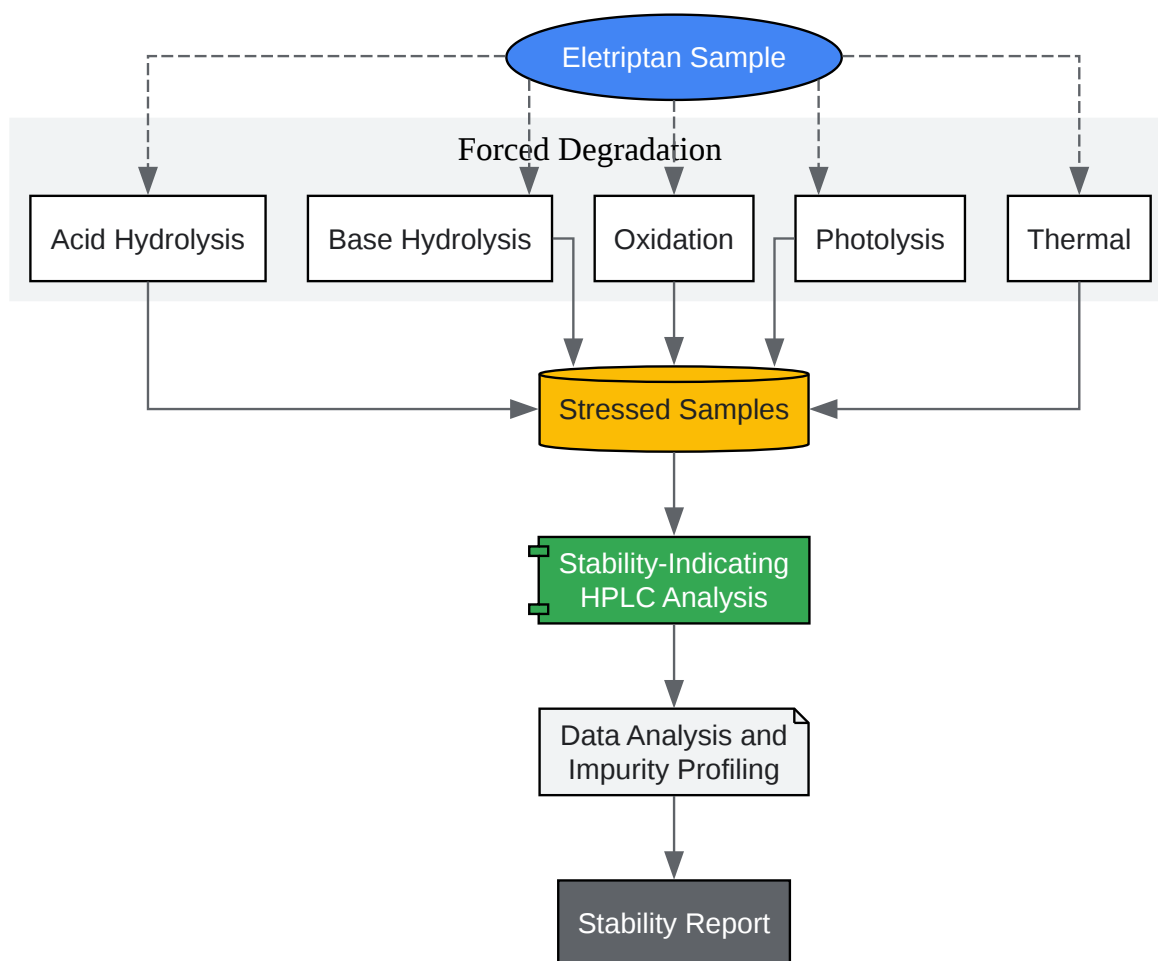 Eletriptan Sample
Forced Degradation
Acid Hydrolysis
Base Hydrolysis
Oxidation
Photolysis
Thermal
Stressed Samples
Stability-Indicating
HPLC Analysis
Data Analysis and
Impurity Profiling
Stability Report